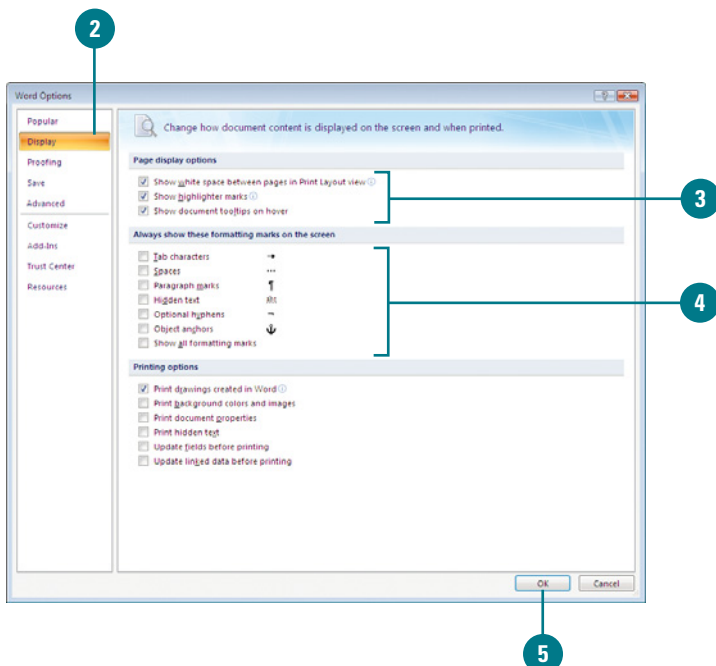 2
Word Options
Popular
Display
Proofing
Save
Advanced
Customize
Add-Ins
Trust Center
Resources
Change how document content is displayed on the screen and when printed.
Page display options
Show white space between pages in Print Layout view
Show highlighter marks
Show document tooltips on hover
3
Always show these formatting marks on the screen
Tab characters →
Spaces ···
Paragraph marks ¶
Hidden text abc
Optional hyphens ¬
Object anchors
Show all formatting marks
4
Printing options
Print drawings created in Word
Print background colors and images
Print document properties
Print hidden text
Update fields before printing
Update linked data before printing
OK Cancel
5